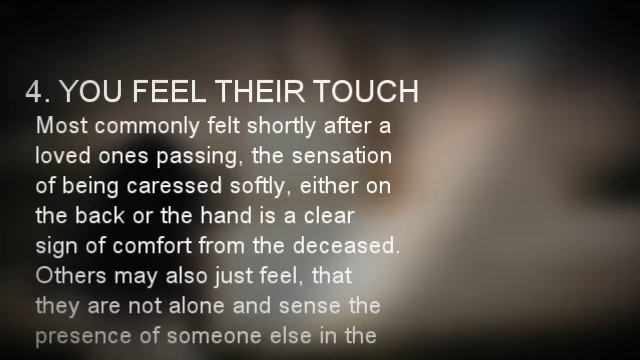 4. YOU FEEL THEIR TOUCH
Most commonly felt shortly after a
loved ones passing, the sensation
of being caressed softly, either on
the back or the hand is a clear
sign of comfort from the deceased.
Others may also just feel, that
they are not alone and sense the
presence of someone else in the